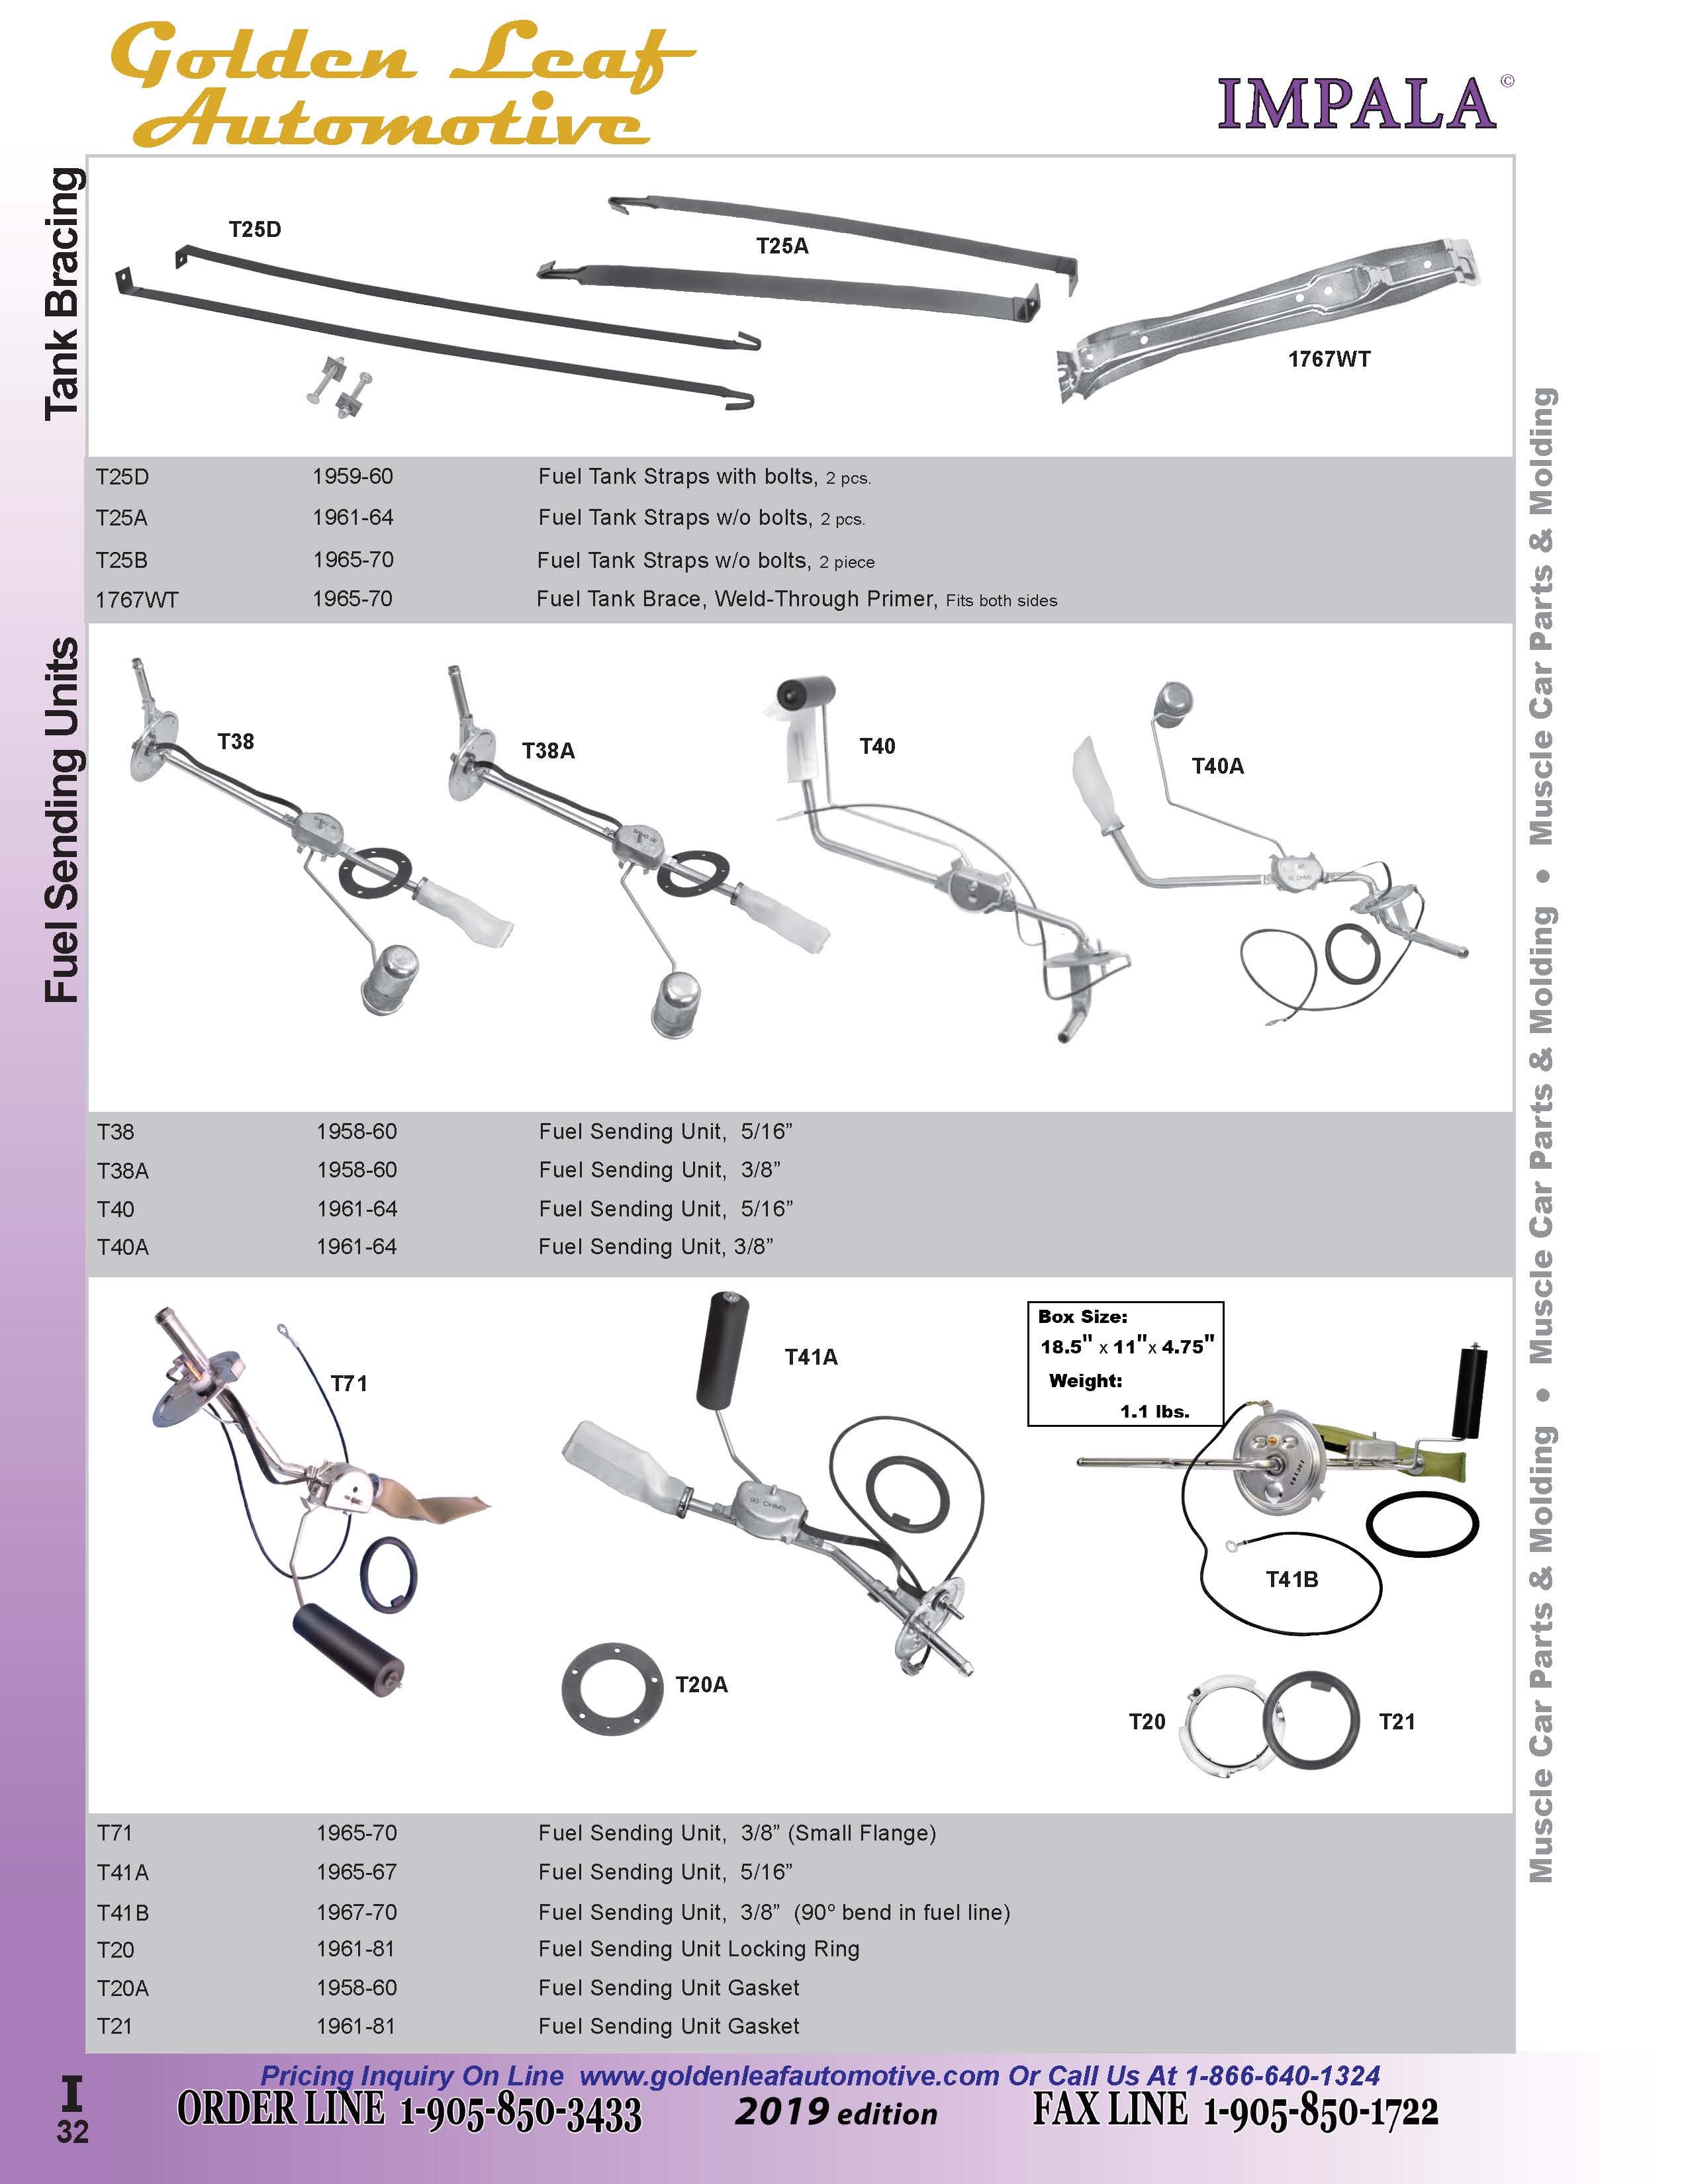 Golden Leaf
Automotive
IMPALA©
Tank Bracing
T25D
T25A
1767WT
T25D 1959-60 Fuel Tank Straps with bolts, 2 pcs.
T25A 1961-64 Fuel Tank Straps w/o bolts, 2 pcs.
T25B 1965-70 Fuel Tank Straps w/o bolts, 2 piece
1767WT 1965-70 Fuel Tank Brace, Weld-Through Primer, Fits both sides
Fuel Sending Units
T38
T38A
T40
T40A
T38 1958-60 Fuel Sending Unit, 5/16”
T38A 1958-60 Fuel Sending Unit, 3/8”
T40 1961-64 Fuel Sending Unit, 5/16”
T40A 1961-64 Fuel Sending Unit, 3/8”
T71
T41A
90 OHMS
Box Size:
18.5" x 11"x 4.75"
Weight:
1.1 lbs.
T41B
T20A
T20
T21
T71 1965-70 Fuel Sending Unit, 3/8” (Small Flange)
T41A 1965-67 Fuel Sending Unit, 5/16”
T41B 1967-70 Fuel Sending Unit, 3/8” (90º bend in fuel line)
T20 1961-81 Fuel Sending Unit Locking Ring
T20A 1958-60 Fuel Sending Unit Gasket
T21 1961-81 Fuel Sending Unit Gasket
Muscle Car Parts & Molding • Muscle Car Parts & Molding • Muscle Car Parts & Molding
Pricing Inquiry On Line www.goldenleafautomotive.com Or Call Us At 1-866-640-1324
I
32
ORDER LINE 1-905-850-3433 2019 edition FAX LINE 1-905-850-1722